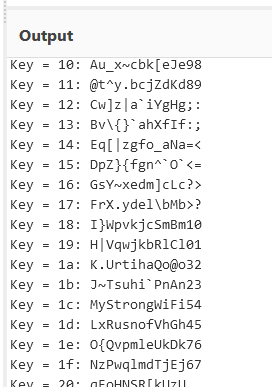 Output
Key = 10: Au_x~cbk[eJe98
Key = 11: @t^y.bcjZdKd89
Key = 12: Cw]z|a`iYgHg;:
Key = 13: Bv\{}`ahXfIf:;
Key = 14: Eq[|zgfo_aNa=<
Key = 15: DpZ}{fgn^`O`<=
Key = 16: GsY~xedm]cLc?>
Key = 17: FrX.ydel\bMb>?
Key = 18: I}WpvkjcSmBm10
Key = 19: H|VqwjkbRlCl01
Key = 1a: K.UrtihaQo@o32
Key = 1b: J~Tsuhi`PnAn23
Key = 1c: MyStrongWiFi54
Key = 1d: LxRusnofVhGh45
Key = 1e: O{QvpmleUkDk76
Key = 1f: NzPwqlmdTjEj67
Key = 20: qEoHNSR[kUzU